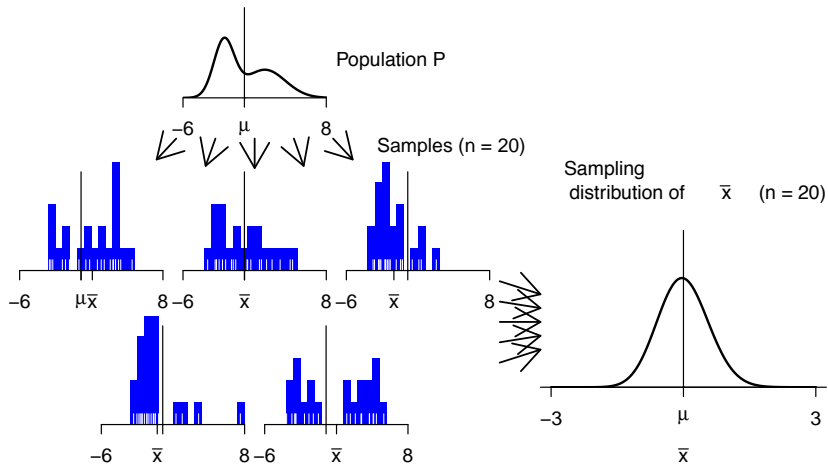 Population P
−6 μ 8
Samples (n = 20)
Sampling
distribution of x̅ (n = 20)
−6 μ x̅ 8
−6 x̅ 8
−6 x̅ 8
−6 x̅ 8
−6 x̅ 8
−3 μ 3
x̅